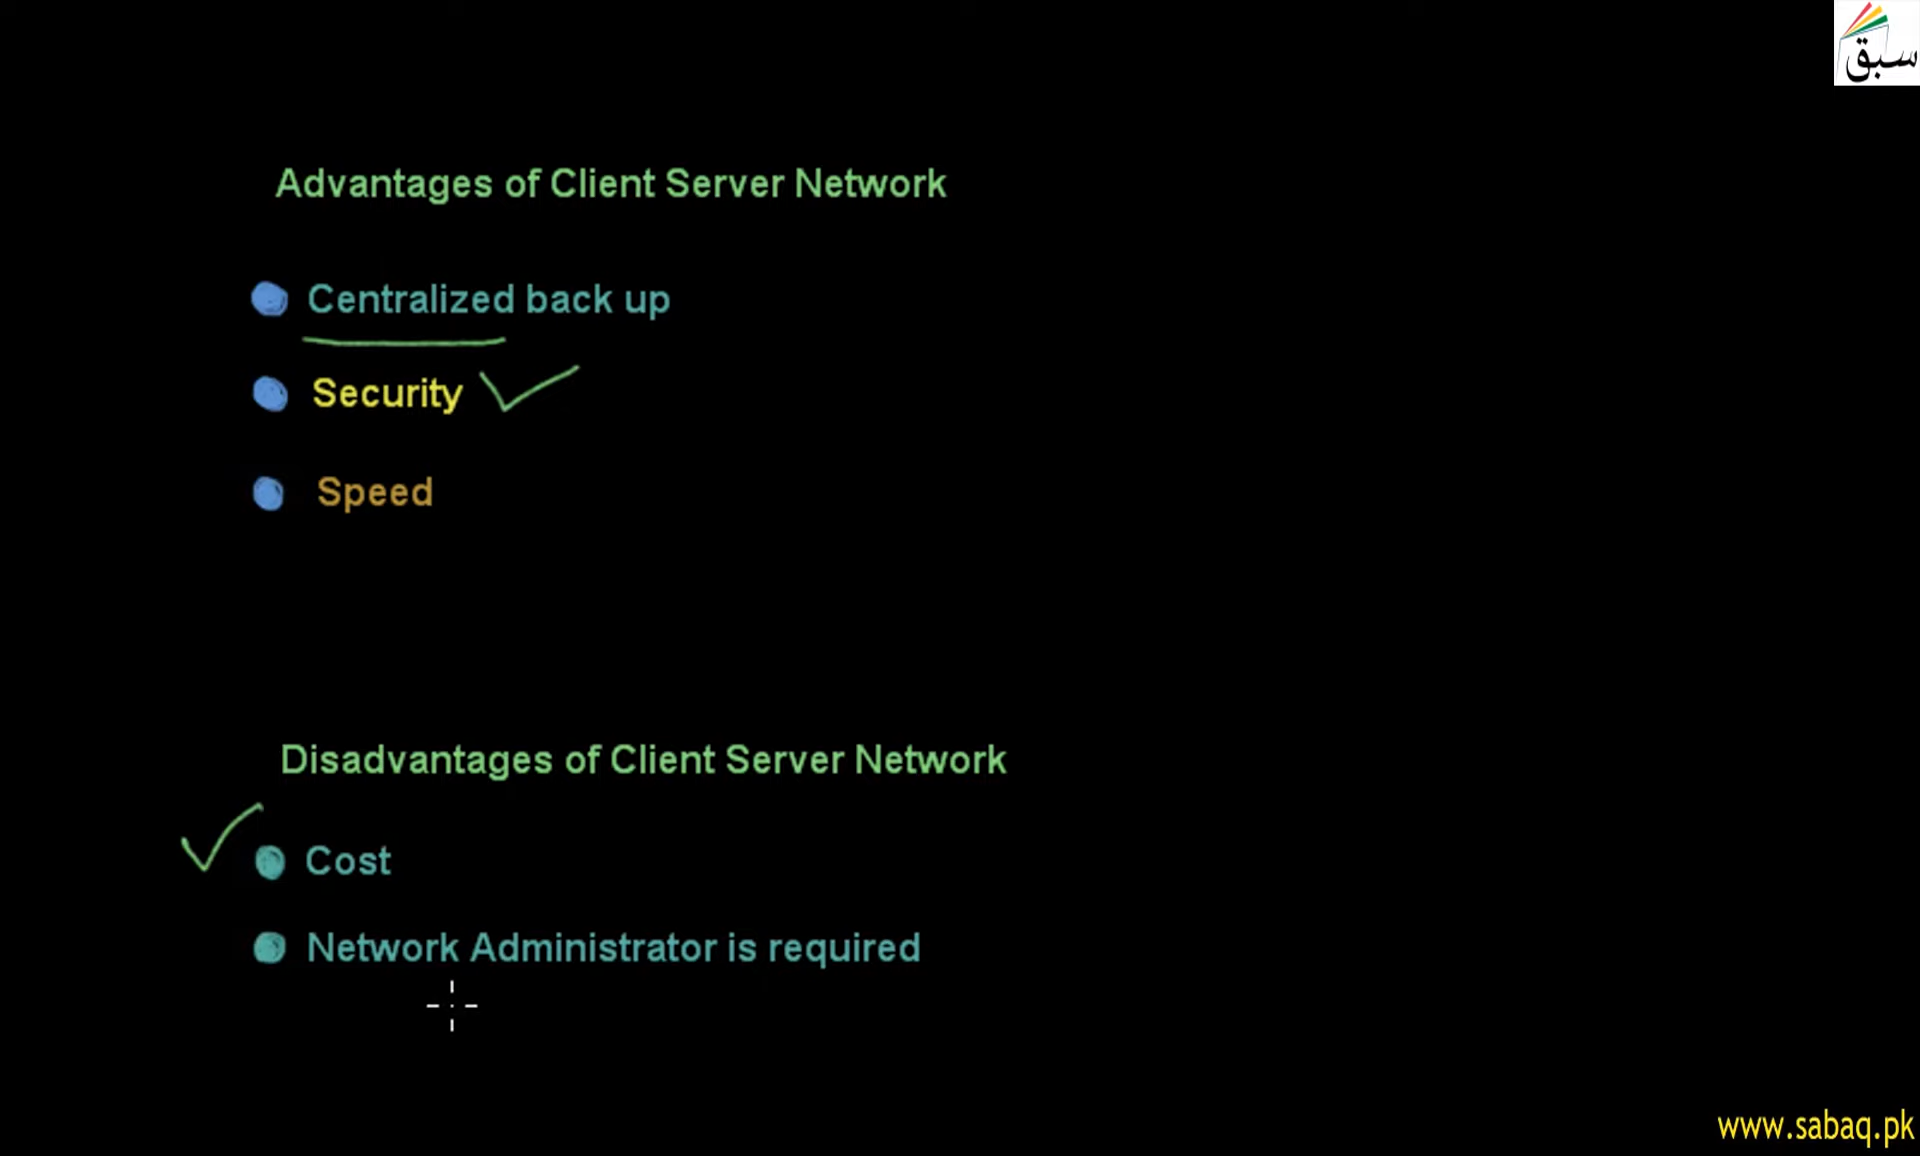 سبق
Advantages of Client Server Network
Centralized back up
Security
Speed
Disadvantages of Client Server Network
Cost
Network Administrator is required
www.sabaq.pk